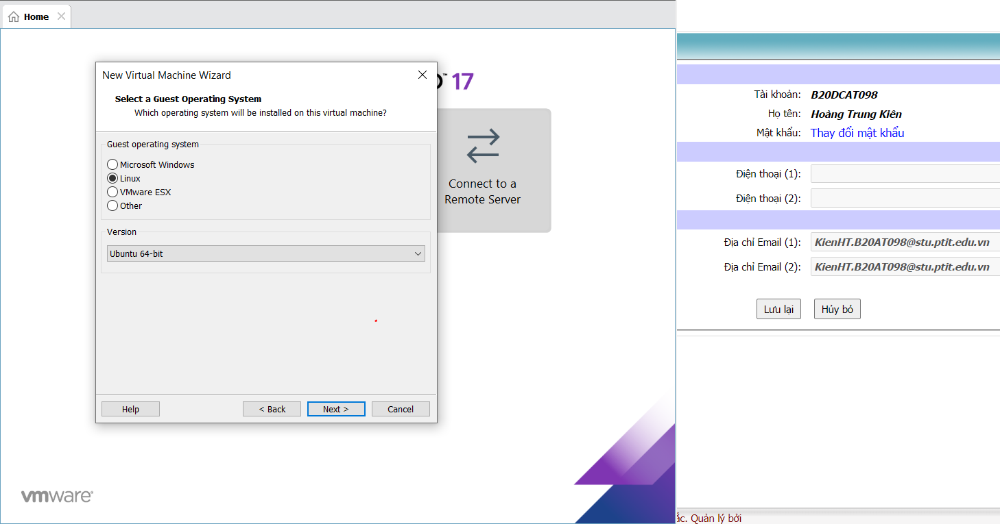 Home
17
New Virtual Machine Wizard
Select a Guest Operating System
Which operating system will be installed on this virtual machine?
Guest operating system
Microsoft Windows
Linux
VMware ESX
Other
Version
Ubuntu 64-bit
Help
< Back
Next >
Cancel
Connect to a
Remote Server
vmware
Tài khoản: B20DCAT098
Họ tên: Hoàng Trung Kiên
Mật khẩu: Thay đổi mật khẩu
Điện thoại (1):
Điện thoại (2):
Địa chỉ Email (1): KienHT.B20AT098@stu.ptit.edu.vn
Địa chỉ Email (2): KienHT.B20AT098@stu.ptit.edu.vn
Lưu lại
Hủy bỏ
Quản lý bởi